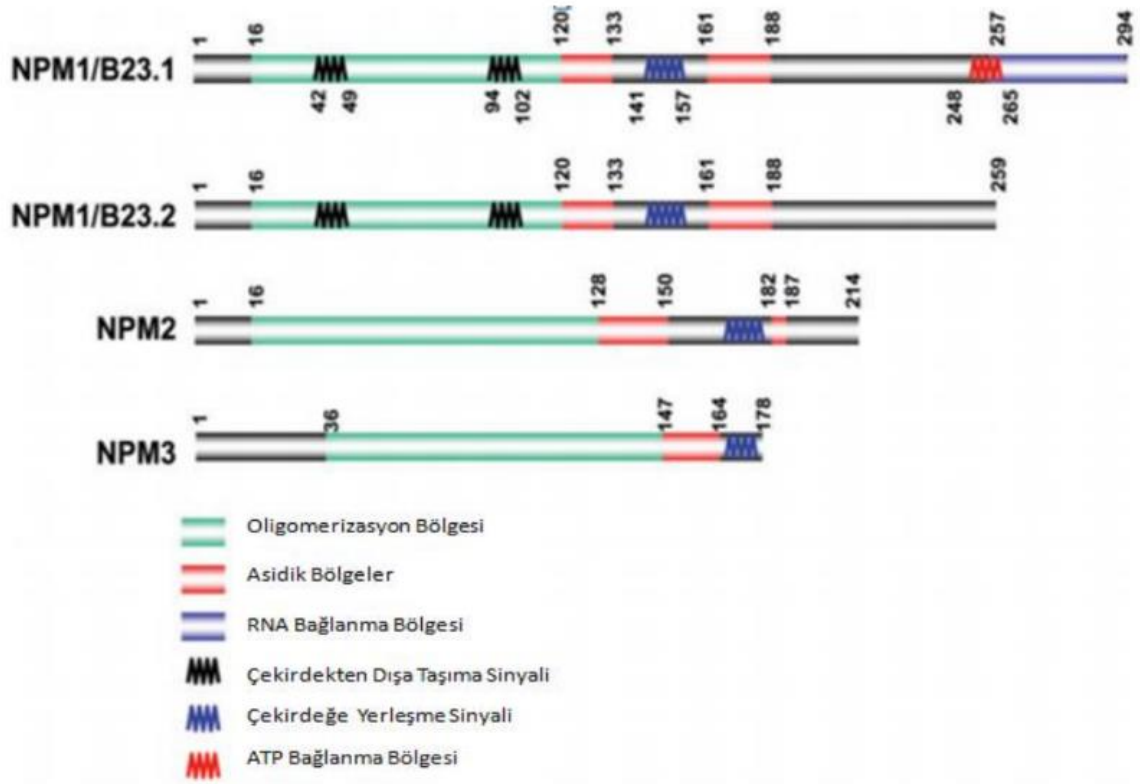 1 16 120 133 161 188 257 294
NPM1/B23.1
42 49 94 102 141 157 248 265
1 16 120 133 161 188 259
NPM1/B23.2
1 16 128 150 182 187 214
NPM2
1 36 147 164 178
NPM3
Oligomerizasyon Bölgesi
Asidik Bölgeler
RNA Bağlanma Bölgesi
Çekirdekten Dışa Taşıma Sinyali
Çekirdeğe Yerleşme Sinyali
ATP Bağlanma Bölgesi